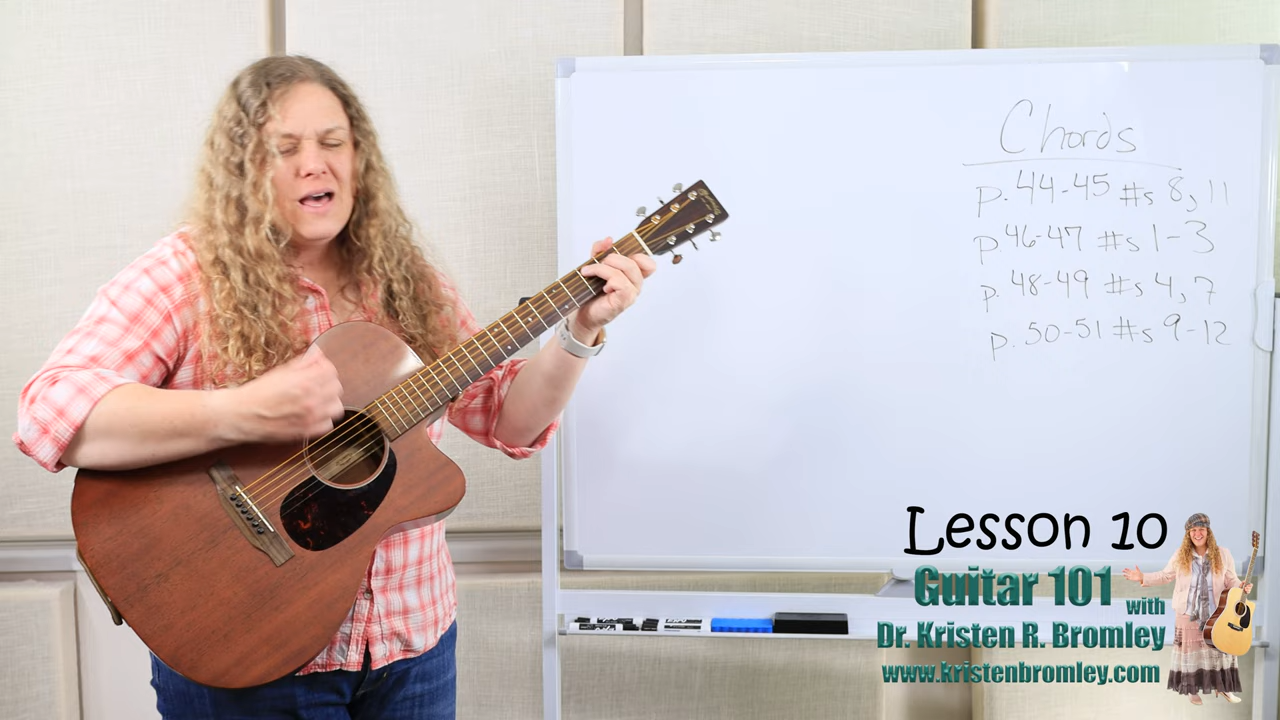 Chords
p. 44-45 #s 8, 11
p 46-47 #s 1-3
p. 48-49 #s 4, 7
p. 50-51 #s 9-12
Lesson 10
Guitar 101
with
Dr. Kristen R. Bromley
www.kristenbromley.com